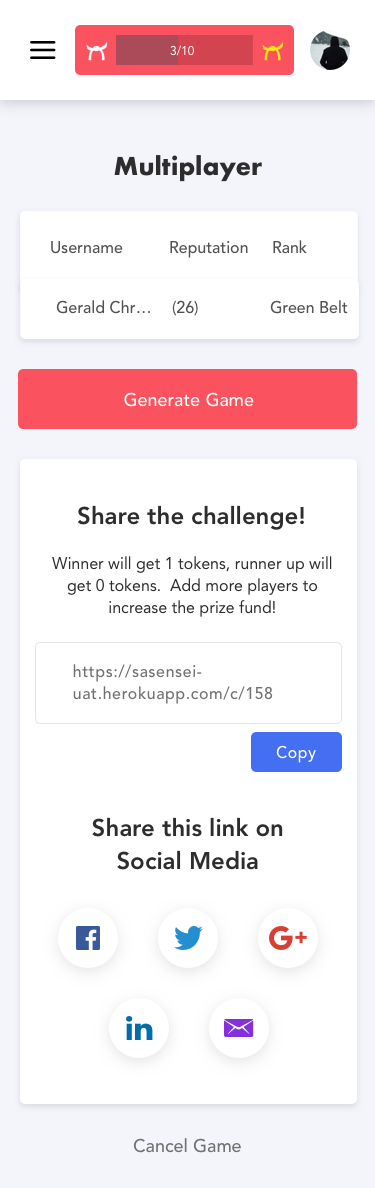 3/10
Multiplayer
Username Reputation Rank
Gerald Chr... (26) Green Belt
Generate Game
Share the challenge!
Winner will get 1 tokens, runner up will
get 0 tokens.  Add more players to
increase the prize fund!
https://sasensei-
uat.herokuapp.com/c/158
Copy
Share this link on
Social Media
G+
in
Cancel Game